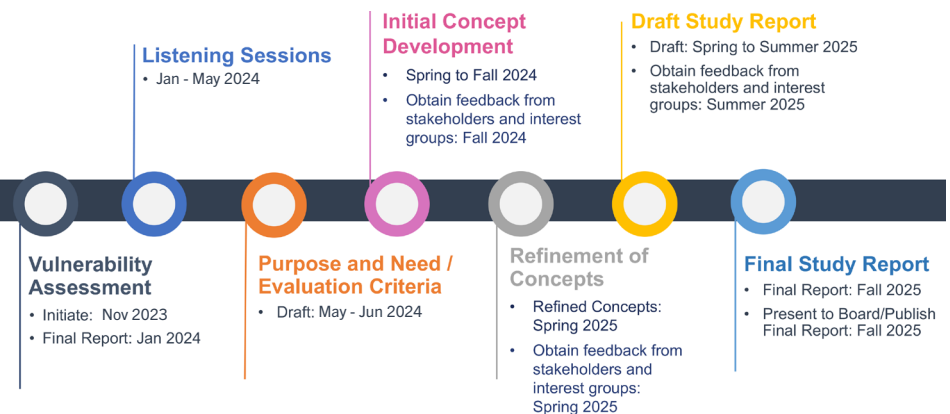 Vulnerability
Assessment
• Initiate: Nov 2023
• Final Report: Jan 2024
Listening Sessions
• Jan - May 2024
Purpose and Need /
Evaluation Criteria
• Draft: May - Jun 2024
Initial Concept
Development
• Spring to Fall 2024
• Obtain feedback from
stakeholders and interest
groups: Fall 2024
Refinement of
Concepts
• Refined Concepts:
Spring 2025
• Obtain feedback from
stakeholders and
interest groups:
Spring 2025
Draft Study Report
• Draft: Spring to Summer 2025
• Obtain feedback from
stakeholders and interest
groups: Summer 2025
Final Study Report
• Final Report: Fall 2025
• Present to Board/Publish
Final Report: Fall 2025